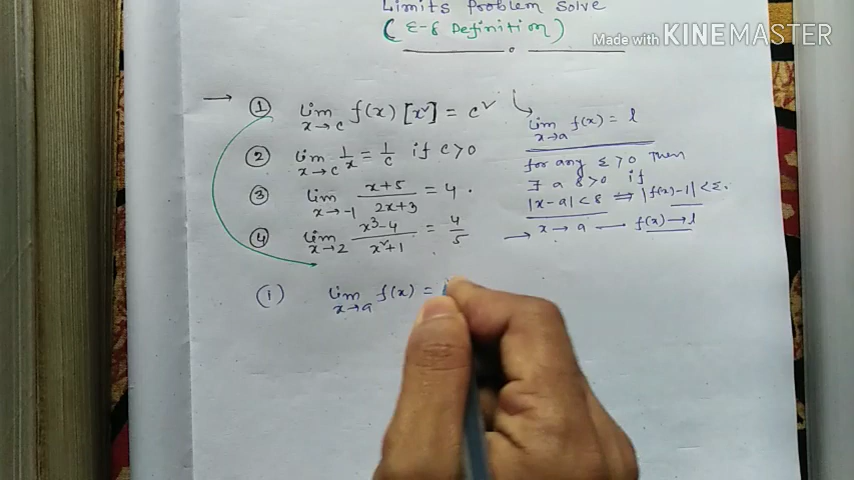 Limits Problem Solve
(ε-δ Definition)
Made with KINEMASTER
→ ① lim x→c f(x) [x²] = c²
② lim x→c 1/x = 1/c if c>0
③ lim x→-1 x+5/2x+3 = 4.
④ lim x→2 x³-4/x²+1 = 4/5
lim x→a f(x) = l
for any ε>0 Then
∃ a δ>0 if
|x-a|<δ ⇒ |f(x)-l|<ε.
→ x→a — f(x)→l
(i) lim x→a f(x) =